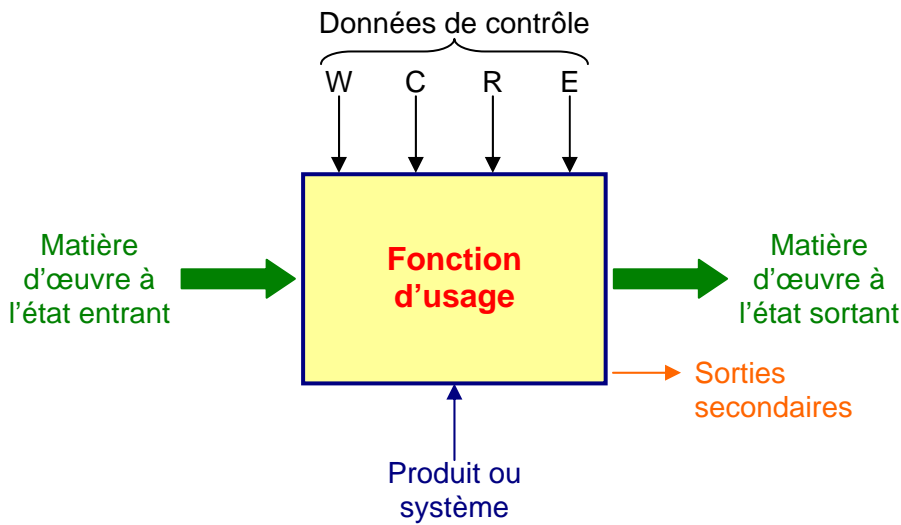 Données de contrôle
W C R E
Matière
d'œuvre à
l'état entrant
Fonction
d'usage
Matière
d'œuvre à
l'état sortant
Sorties
secondaires
Produit ou
système